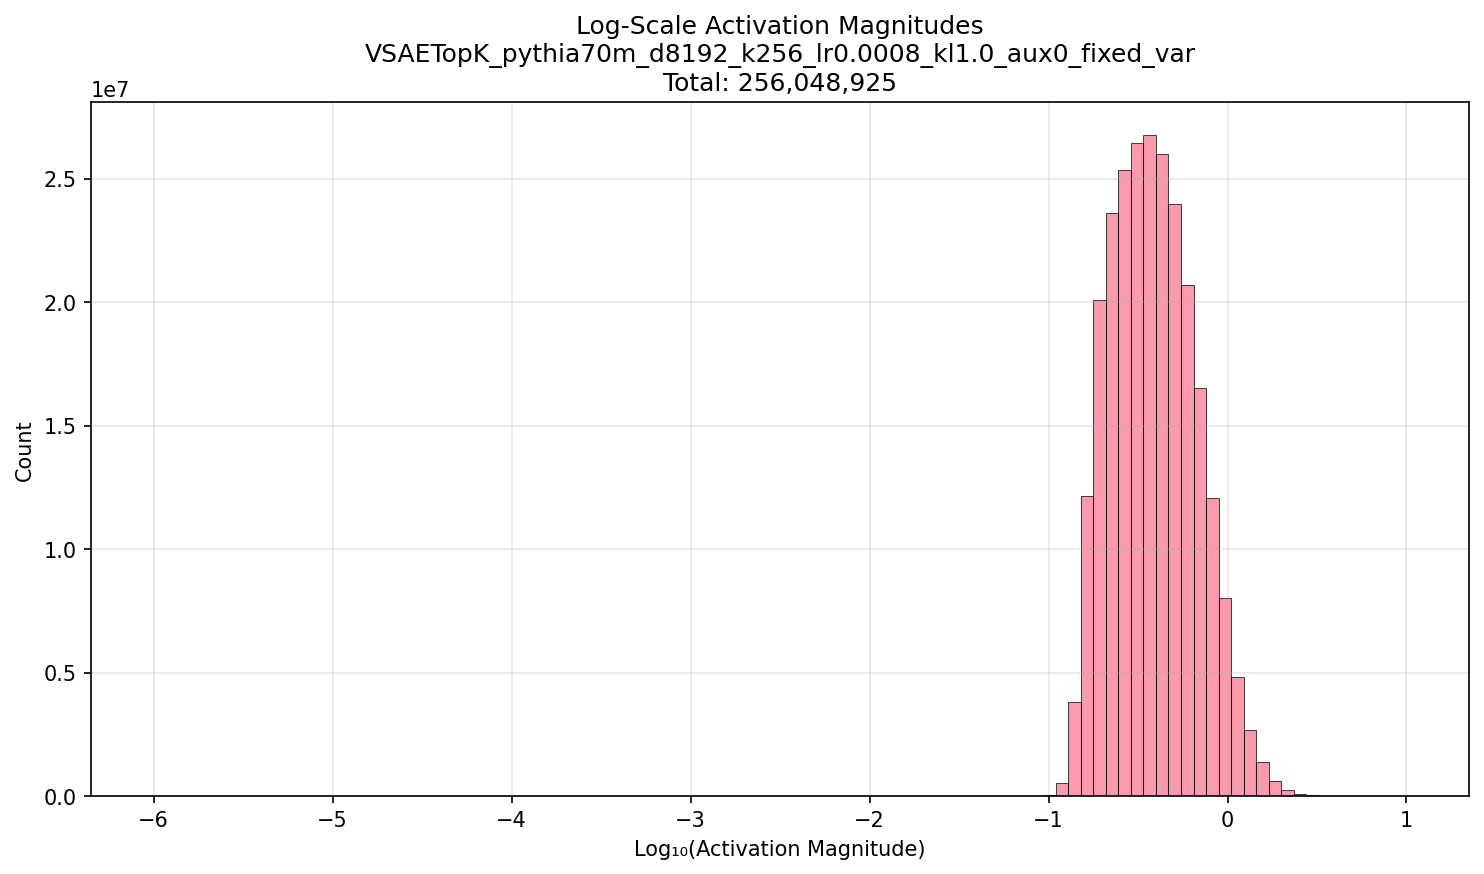 Log-Scale Activation Magnitudes
VSAETopK_pythia70m_d8192_k256_lr0.0008_kl1.0_aux0_fixed_var
Total: 256,048,925
1e7
2.5
2.0
1.5
1.0
0.5
0.0
Count
−6 −5 −4 −3 −2 −1 0 1
Log₁₀(Activation Magnitude)